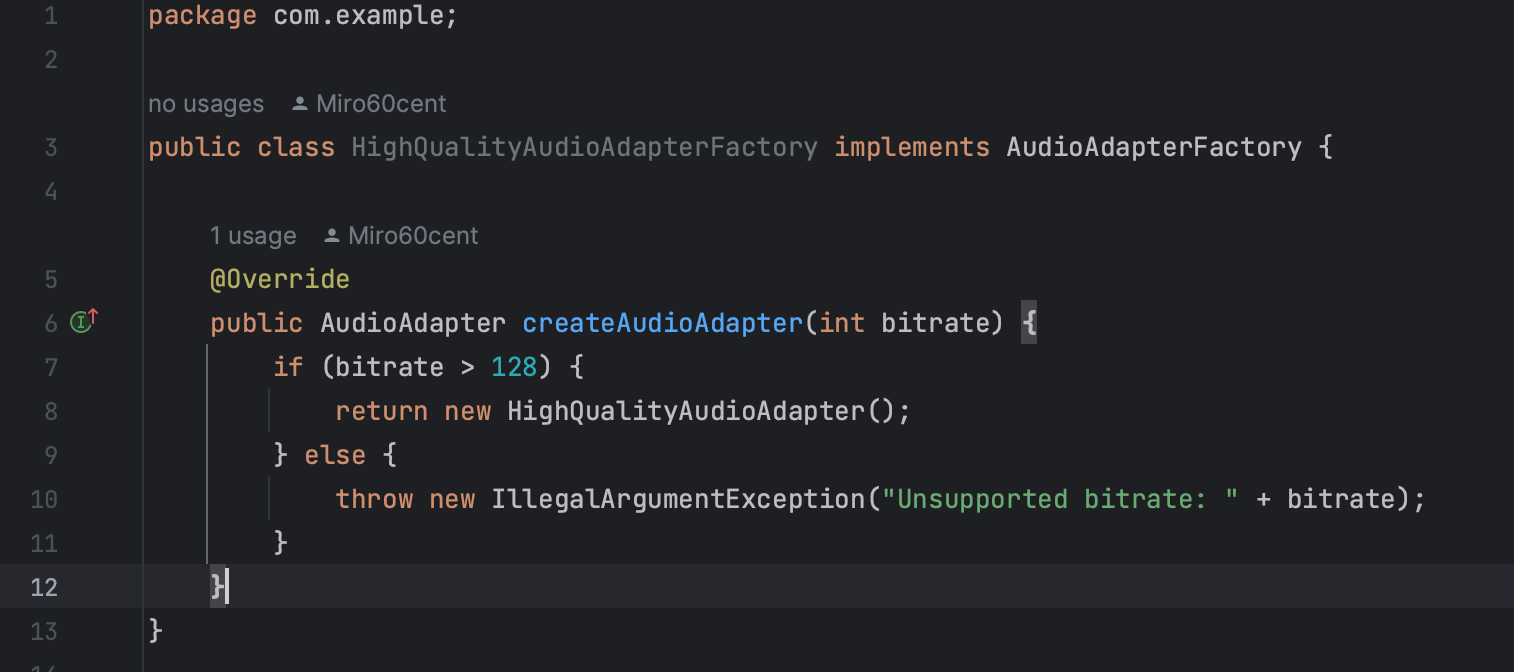 1 package com.example;
2
no usages Miro60cent
3 public class HighQualityAudioAdapterFactory implements AudioAdapterFactory {
4
1 usage Miro60cent
5 @Override
6 public AudioAdapter createAudioAdapter(int bitrate) {
7 if (bitrate > 128) {
8 return new HighQualityAudioAdapter();
9 } else {
10 throw new IllegalArgumentException("Unsupported bitrate: " + bitrate);
11 }
12 }
13 }